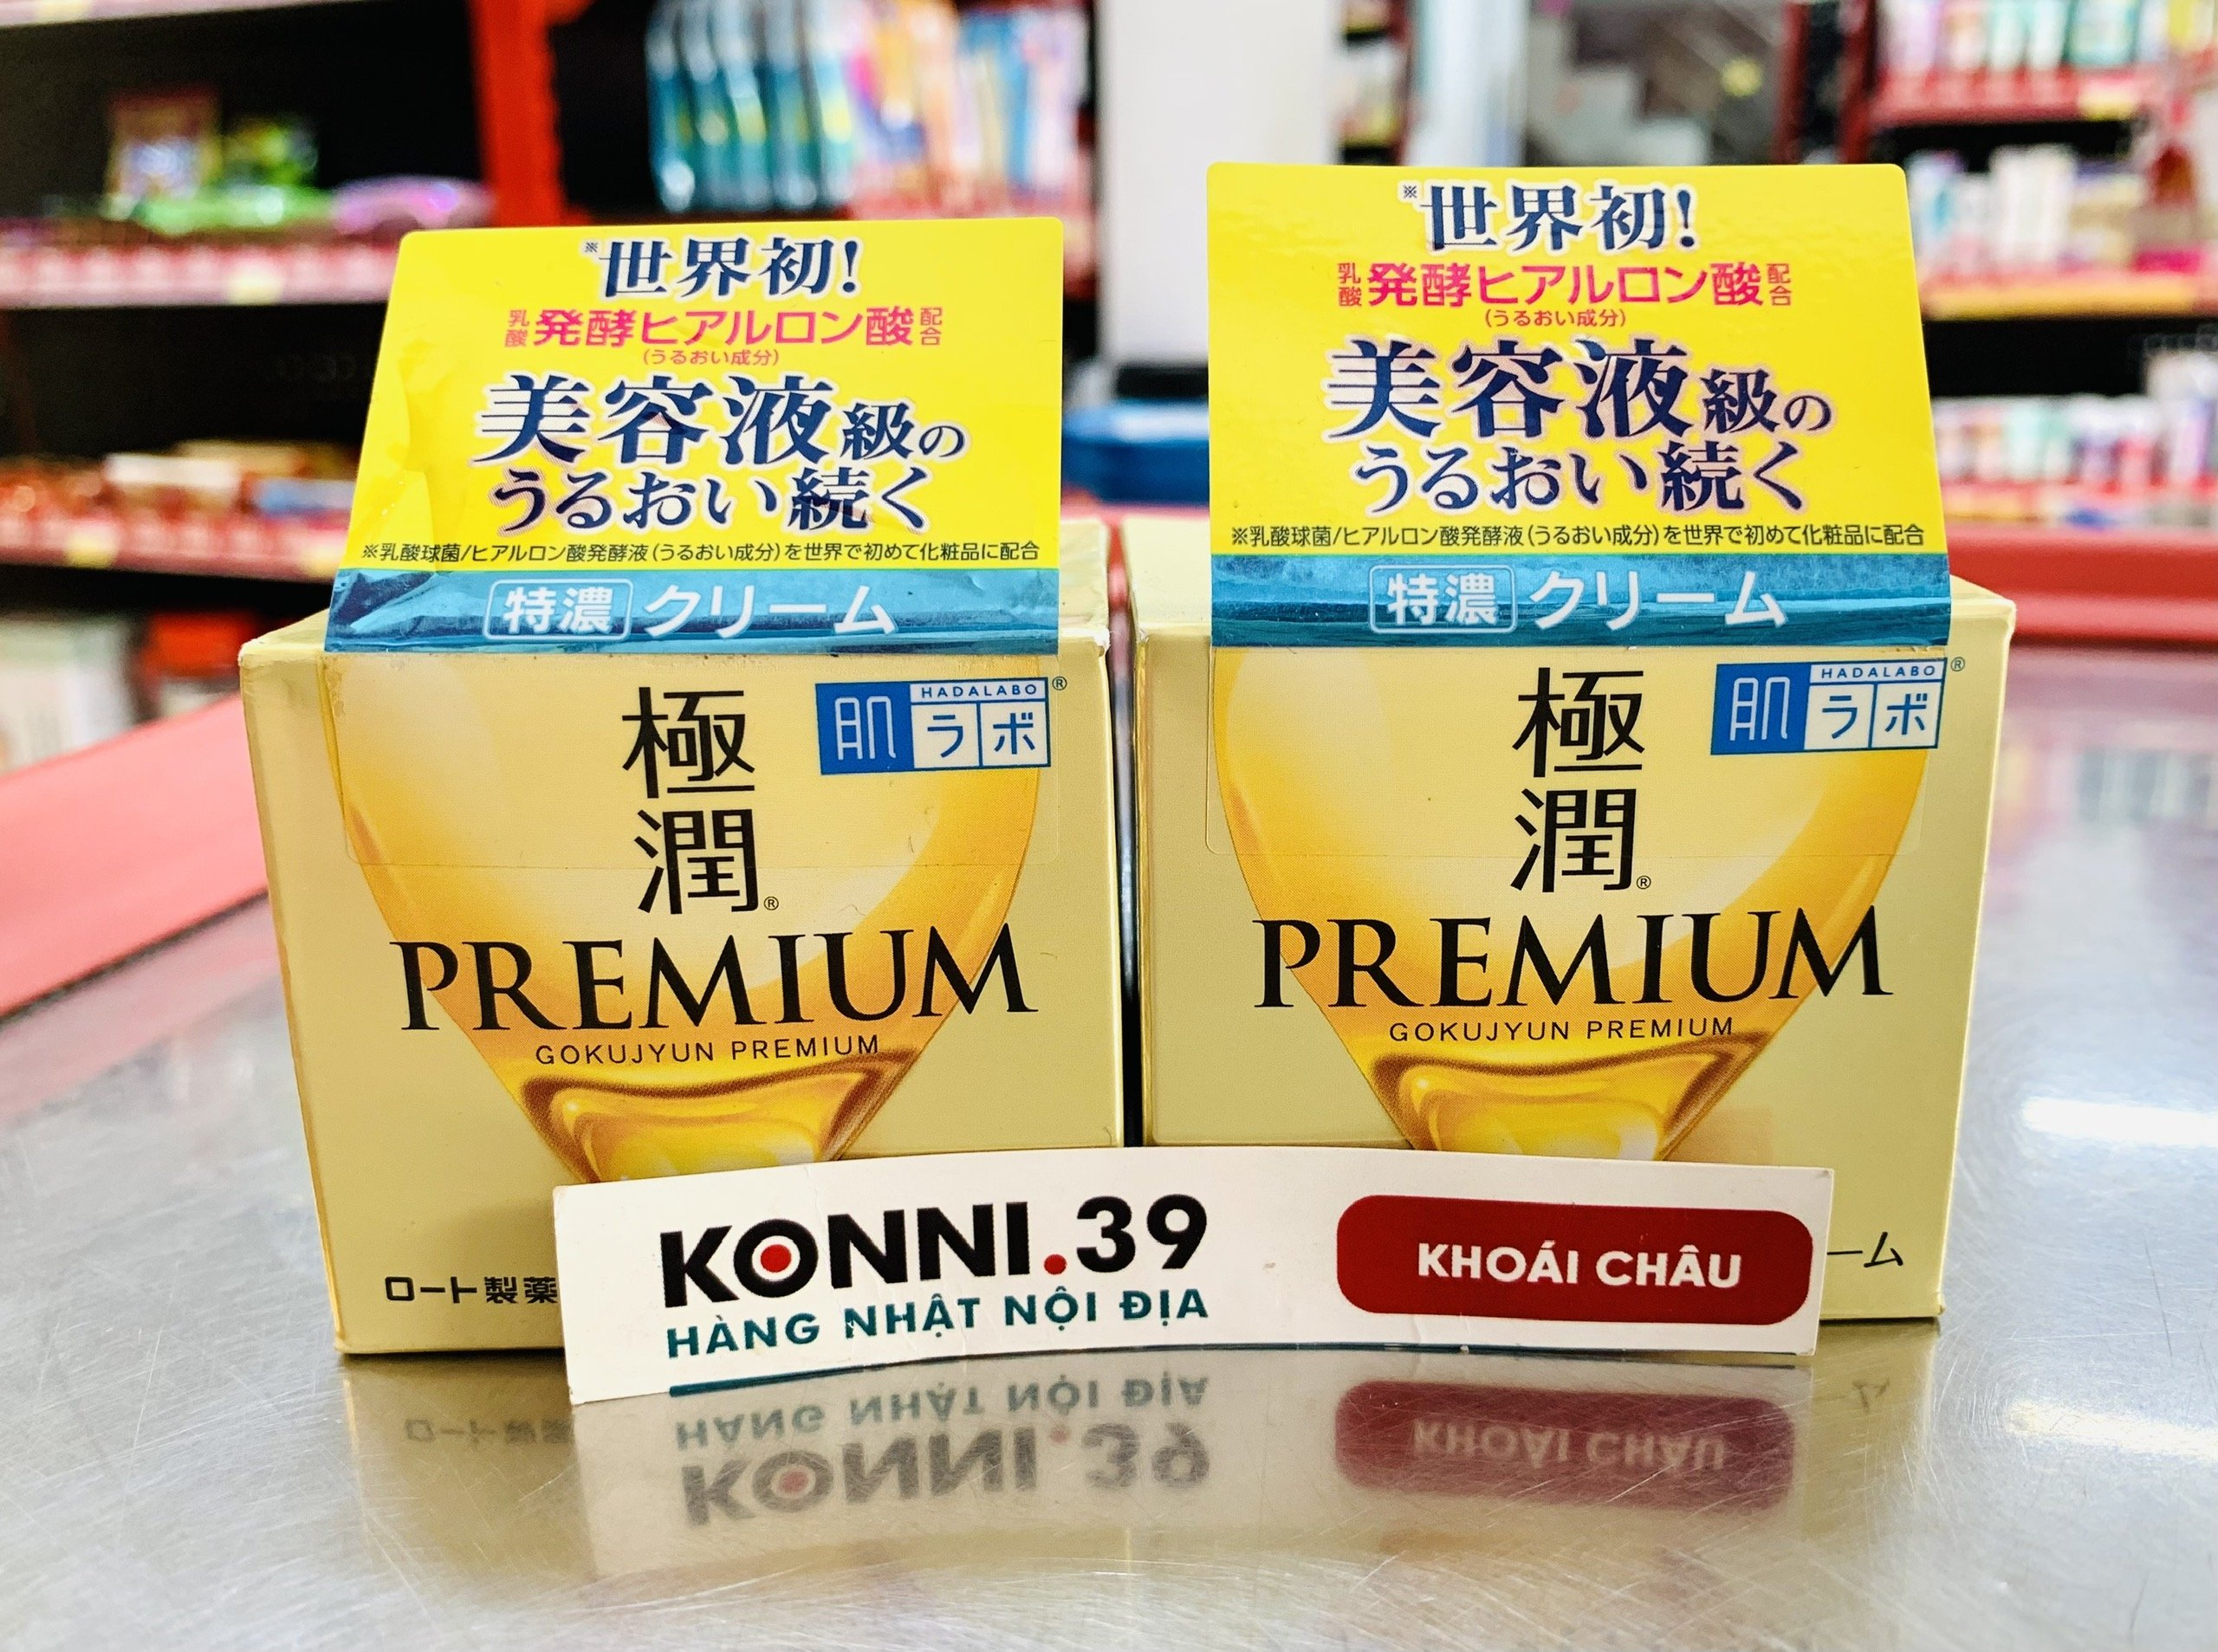 ※世界初!
乳酸発酵ヒアルロン酸配合
(うるおい成分)
美容液級の
うるおい続く
※乳酸球菌/ヒアルロン酸発酵液(うるおい成分)を世界で初めて化粧品に配合
特濃 クリーム
HADALABO®
肌ラボ
極潤®
PREMIUM
GOKUJYUN PREMIUM
ロート製薬
※世界初!
乳酸発酵ヒアルロン酸配合
(うるおい成分)
美容液級の
うるおい続く
※乳酸球菌/ヒアルロン酸発酵液(うるおい成分)を世界で初めて化粧品に配合
特濃 クリーム
HADALABO®
肌ラボ
極潤®
PREMIUM
GOKUJYUN PREMIUM
ーム
KONNI.39
HÀNG NHẬT NỘI ĐỊA
KHOÁI CHÂU